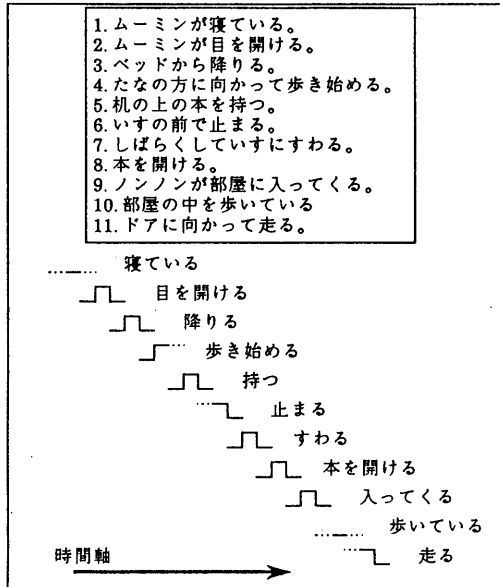 1. ムーミンが寝ている。
2. ムーミンが目を開ける。
3. ベッドから降りる。
4. たなの方に向かって歩き始める。
5. 机の上の本を持つ。
6. いすの前で止まる。
7. しばらくしていすにすわる。
8. 本を開ける。
9. ノンノンが部屋に入ってくる。
10. 部屋の中を歩いている
11. ドアに向かって走る。
寝ている
目を開ける
降りる
歩き始める
持つ
止まる
すわる
本を開ける
入ってくる
歩いている
走る
時間軸